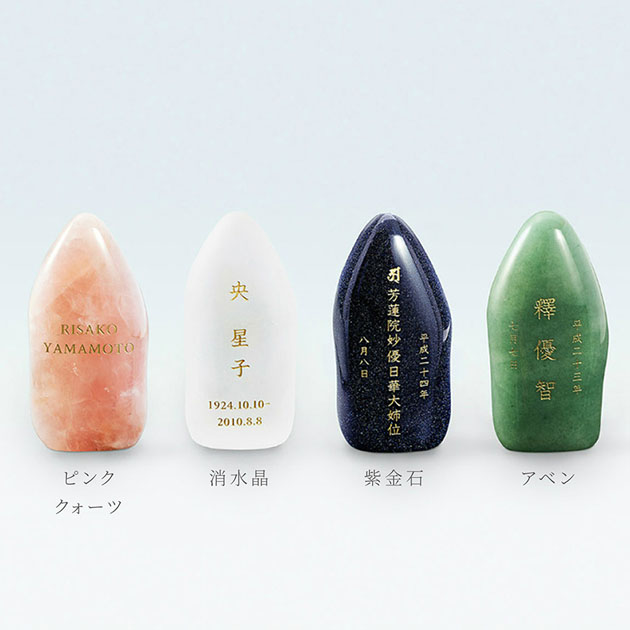 RISAKO
YAMAMOTO
央星子
1924.10.10-
2010.8.8
平成二十四年
芳蓮院妙優日華大姉位
八月八日
平成二十三年
釋優智
ピンク
クォーツ
消水晶
紫金石
アベン